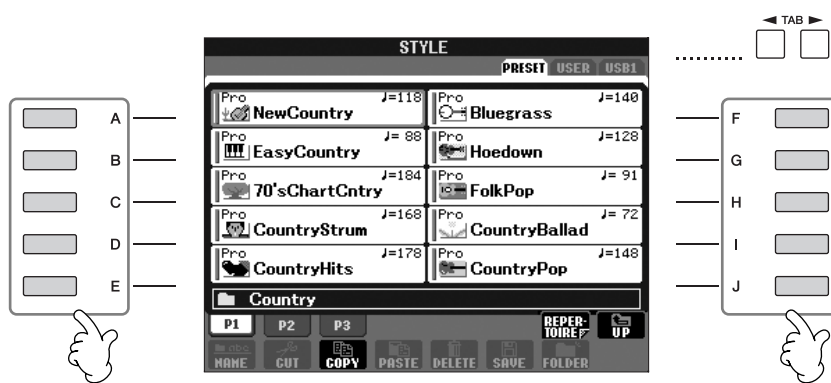 ◄ TAB ►
STYLE
PRESET USER USB1
A
B
C
D
E
Pro ♩=118
NewCountry
Pro ♩=140
Bluegrass
Pro ♩= 88
EasyCountry
Pro ♩=128
Hoedown
Pro ♩=184
70'sChartCntry
Pro ♩= 91
FolkPop
Pro ♩=168
CountryStrum
Pro ♩= 72
CountryBallad
Pro ♩=178
CountryHits
Pro ♩=148
CountryPop
Country
P1 P2 P3
REPER-
TOIRE
UP
abc
NAME CUT COPY PASTE DELETE SAVE FOLDER
F
G
H
I
J